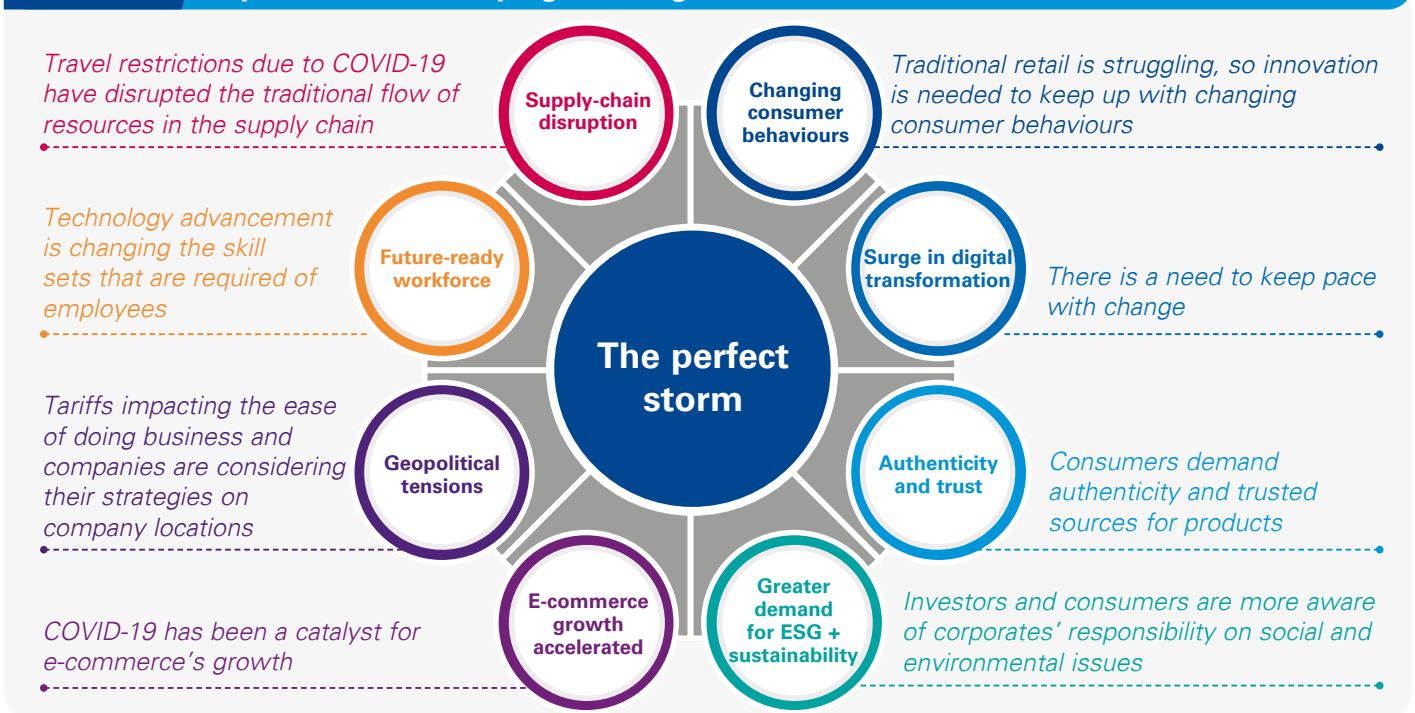 Travel restrictions due to COVID-19
have disrupted the traditional flow of
resources in the supply chain
Supply-chain
disruption
Changing
consumer
behaviours
Traditional retail is struggling, so innovation
is needed to keep up with changing
consumer behaviours
Technology advancement
is changing the skill
sets that are required of
employees
Future-ready
workforce
Surge in digital
transformation
There is a need to keep pace
with change
The perfect
storm
Tariffs impacting the ease
of doing business and
companies are considering
their strategies on
company locations
Geopolitical
tensions
Authenticity
and trust
Consumers demand
authenticity and trusted
sources for products
COVID-19 has been a catalyst for
e-commerce's growth
E-commerce
growth
accelerated
Greater
demand
for ESG +
sustainability
Investors and consumers are more aware
of corporates' responsibility on social and
environmental issues